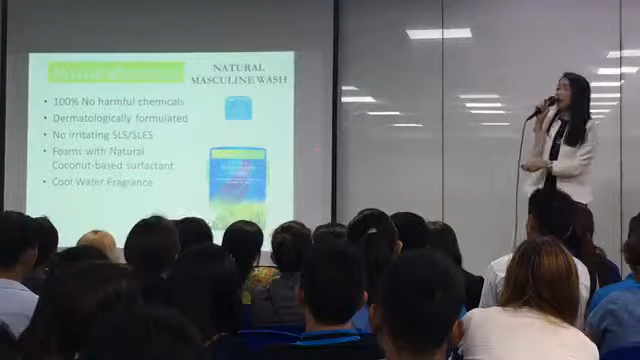 NATURAL
MASCULINE WASH
• 100% No harmful chemicals
• Dermatologically formulated
• No irritating SLS/SLES
• Foams with Natural
Coconut-based surfactant
• Cool Water Fragrance